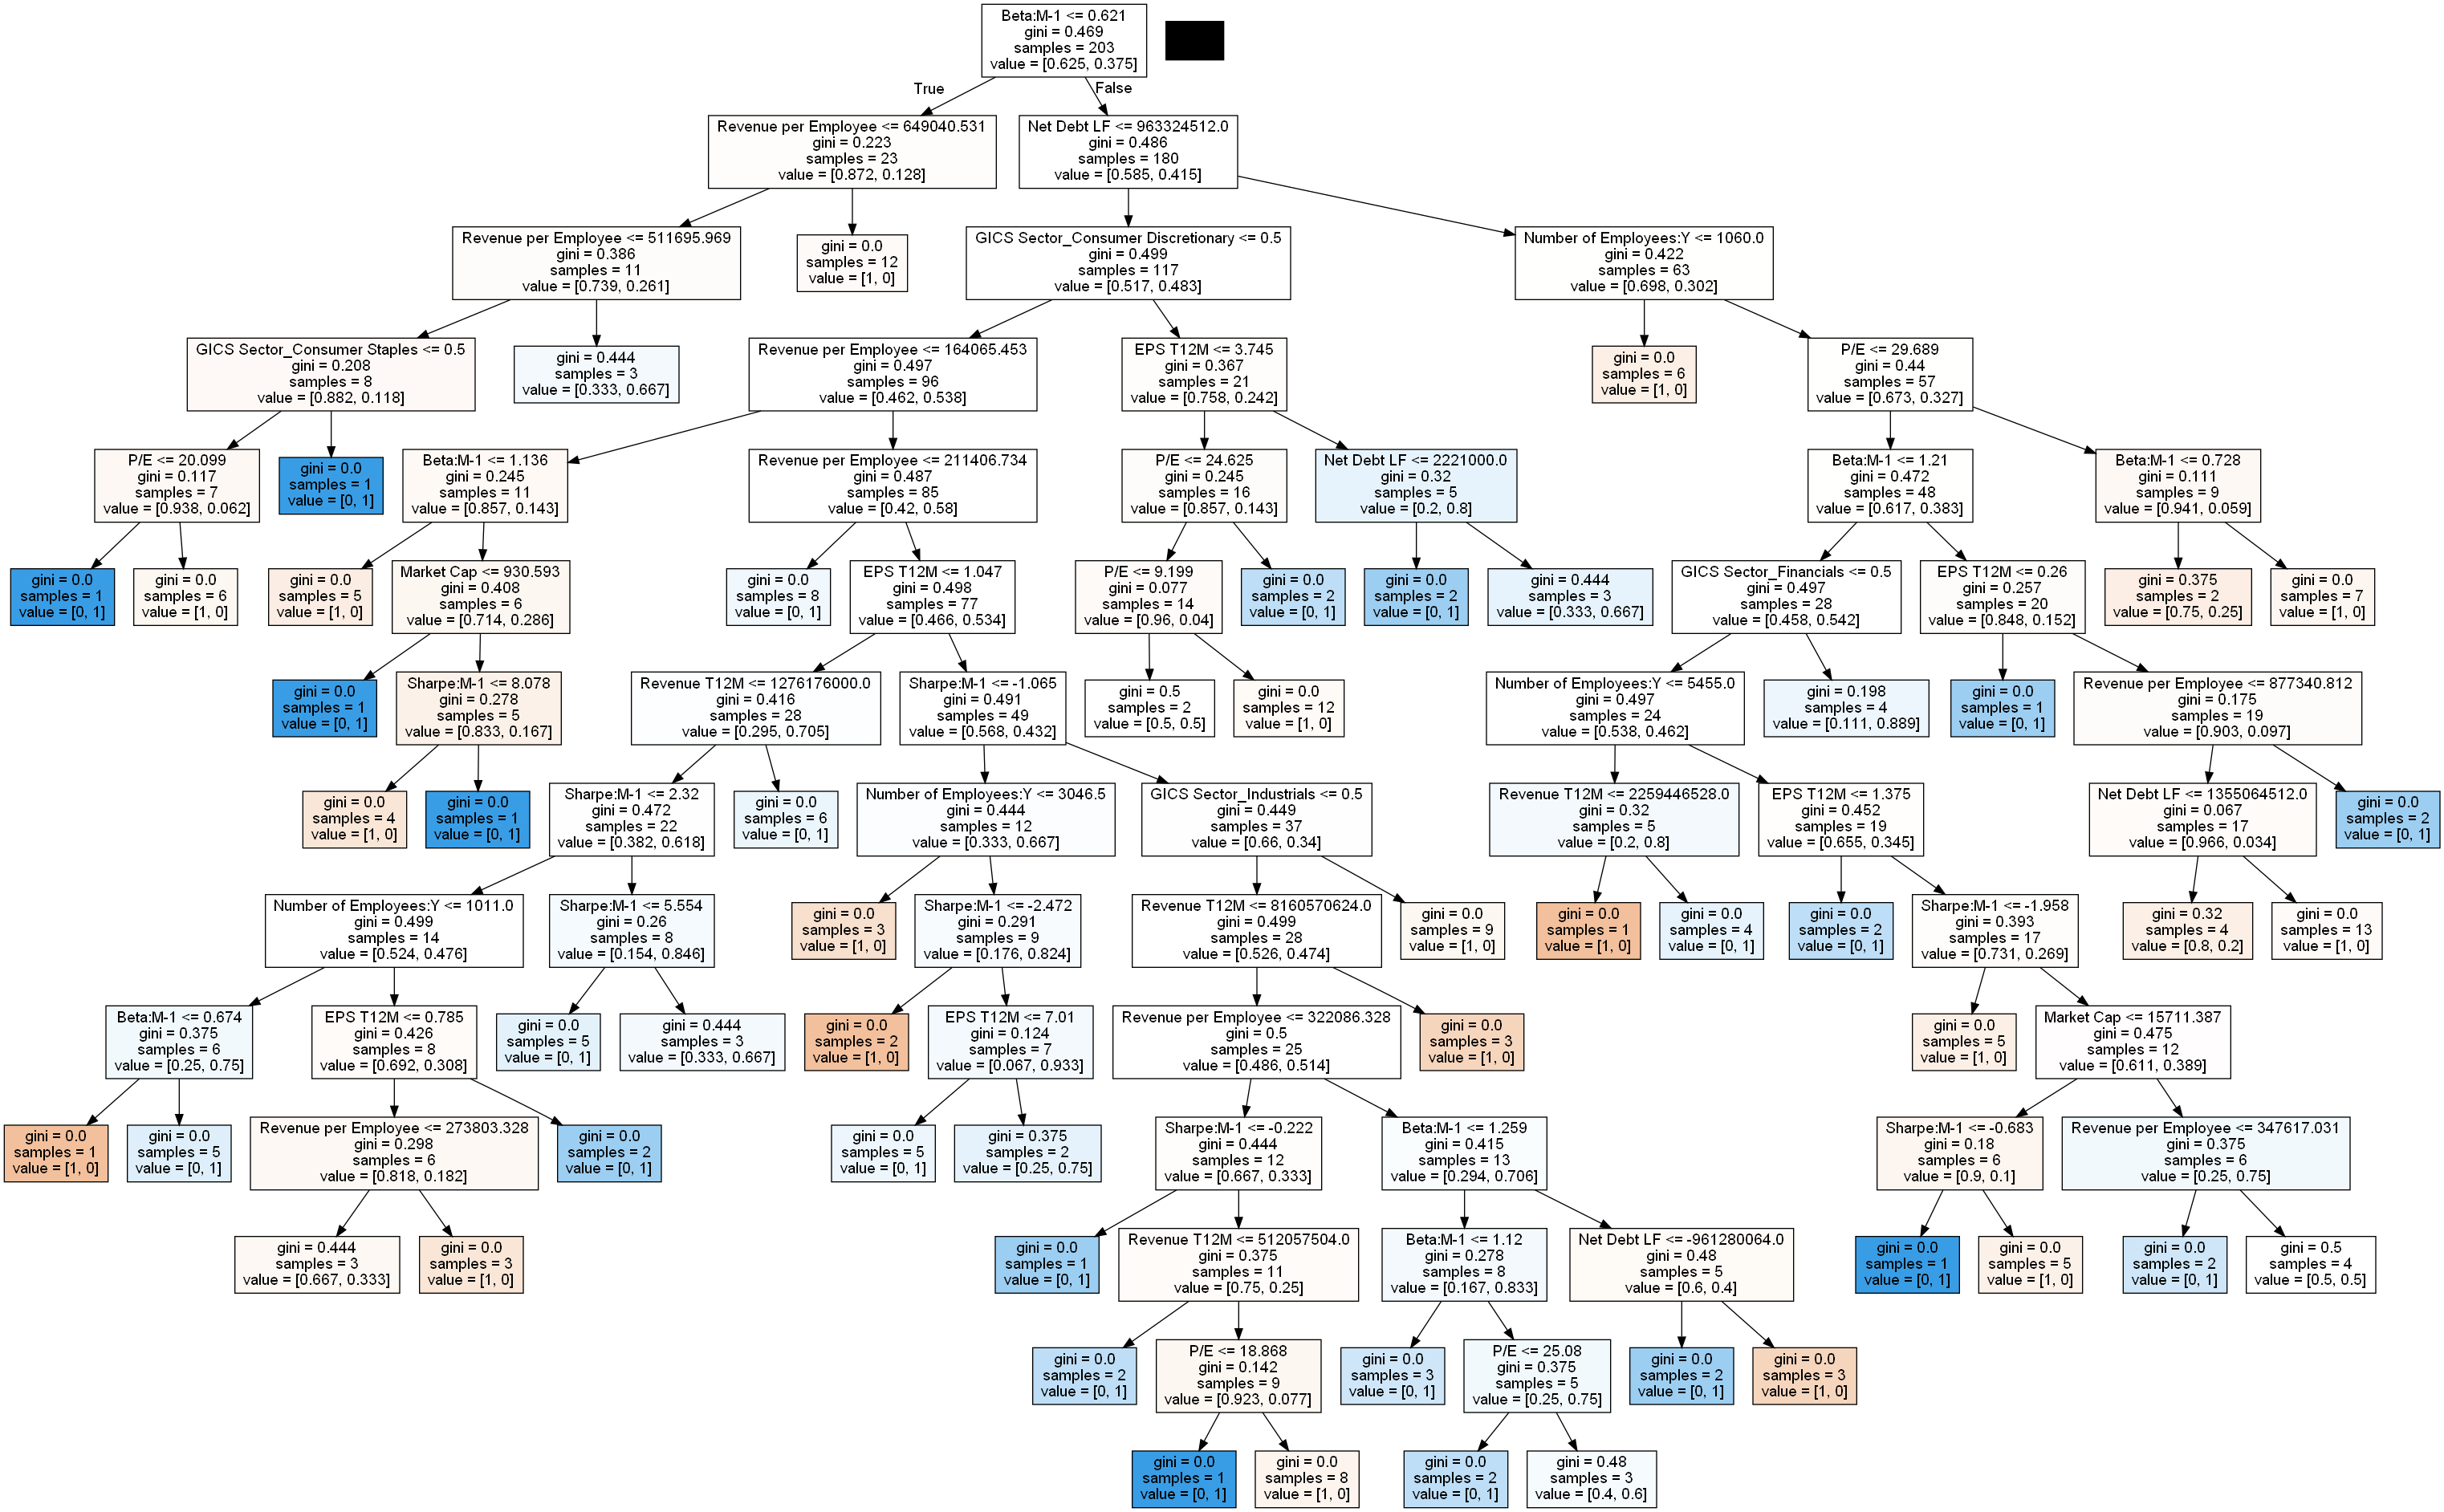 Beta:M-1 <= 0.621
gini = 0.469
samples = 203
value = [0.625, 0.375]
True
False
Revenue per Employee <= 649040.531
gini = 0.223
samples = 23
value = [0.872, 0.128]
Net Debt LF <= 963324512.0
gini = 0.486
samples = 180
value = [0.585, 0.415]
Revenue per Employee <= 511695.969
gini = 0.386
samples = 11
value = [0.739, 0.261]
gini = 0.0
samples = 12
value = [1, 0]
GICS Sector_Consumer Discretionary <= 0.5
gini = 0.499
samples = 117
value = [0.517, 0.483]
Number of Employees:Y <= 1060.0
gini = 0.422
samples = 63
value = [0.698, 0.302]
GICS Sector_Consumer Staples <= 0.5
gini = 0.208
samples = 8
value = [0.882, 0.118]
gini = 0.444
samples = 3
value = [0.333, 0.667]
Revenue per Employee <= 164065.453
gini = 0.497
samples = 96
value = [0.462, 0.538]
EPS T12M <= 3.745
gini = 0.367
samples = 21
value = [0.758, 0.242]
gini = 0.0
samples = 6
value = [1, 0]
P/E <= 29.689
gini = 0.44
samples = 57
value = [0.673, 0.327]
P/E <= 20.099
gini = 0.117
samples = 7
value = [0.938, 0.062]
gini = 0.0
samples = 1
value = [0, 1]
Beta:M-1 <= 1.136
gini = 0.245
samples = 11
value = [0.857, 0.143]
Revenue per Employee <= 211406.734
gini = 0.487
samples = 85
value = [0.42, 0.58]
P/E <= 24.625
gini = 0.245
samples = 16
value = [0.857, 0.143]
Net Debt LF <= 2221000.0
gini = 0.32
samples = 5
value = [0.2, 0.8]
Beta:M-1 <= 1.21
gini = 0.472
samples = 48
value = [0.617, 0.383]
Beta:M-1 <= 0.728
gini = 0.111
samples = 9
value = [0.941, 0.059]
gini = 0.0
samples = 1
value = [0, 1]
gini = 0.0
samples = 6
value = [1, 0]
gini = 0.0
samples = 5
value = [1, 0]
Market Cap <= 930.593
gini = 0.408
samples = 6
value = [0.714, 0.286]
gini = 0.0
samples = 8
value = [0, 1]
EPS T12M <= 1.047
gini = 0.498
samples = 77
value = [0.466, 0.534]
P/E <= 9.199
gini = 0.077
samples = 14
value = [0.96, 0.04]
gini = 0.0
samples = 2
value = [0, 1]
gini = 0.0
samples = 2
value = [0, 1]
gini = 0.444
samples = 3
value = [0.333, 0.667]
GICS Sector_Financials <= 0.5
gini = 0.497
samples = 28
value = [0.458, 0.542]
EPS T12M <= 0.26
gini = 0.257
samples = 20
value = [0.848, 0.152]
gini = 0.375
samples = 2
value = [0.75, 0.25]
gini = 0.0
samples = 7
value = [1, 0]
gini = 0.0
samples = 1
value = [0, 1]
Sharpe:M-1 <= 8.078
gini = 0.278
samples = 5
value = [0.833, 0.167]
Revenue T12M <= 1276176000.0
gini = 0.416
samples = 28
value = [0.295, 0.705]
Sharpe:M-1 <= -1.065
gini = 0.491
samples = 49
value = [0.568, 0.432]
gini = 0.5
samples = 2
value = [0.5, 0.5]
gini = 0.0
samples = 12
value = [1, 0]
Number of Employees:Y <= 5455.0
gini = 0.497
samples = 24
value = [0.538, 0.462]
gini = 0.198
samples = 4
value = [0.111, 0.889]
gini = 0.0
samples = 1
value = [0, 1]
Revenue per Employee <= 877340.812
gini = 0.175
samples = 19
value = [0.903, 0.097]
gini = 0.0
samples = 4
value = [1, 0]
gini = 0.0
samples = 1
value = [0, 1]
Sharpe:M-1 <= 2.32
gini = 0.472
samples = 22
value = [0.382, 0.618]
gini = 0.0
samples = 6
value = [0, 1]
Number of Employees:Y <= 3046.5
gini = 0.444
samples = 12
value = [0.333, 0.667]
GICS Sector_Industrials <= 0.5
gini = 0.449
samples = 37
value = [0.66, 0.34]
Revenue T12M <= 2259446528.0
gini = 0.32
samples = 5
value = [0.2, 0.8]
EPS T12M <= 1.375
gini = 0.452
samples = 19
value = [0.655, 0.345]
Net Debt LF <= 1355064512.0
gini = 0.067
samples = 17
value = [0.966, 0.034]
gini = 0.0
samples = 2
value = [0, 1]
Number of Employees:Y <= 1011.0
gini = 0.499
samples = 14
value = [0.524, 0.476]
Sharpe:M-1 <= 5.554
gini = 0.26
samples = 8
value = [0.154, 0.846]
gini = 0.0
samples = 3
value = [1, 0]
Sharpe:M-1 <= -2.472
gini = 0.291
samples = 9
value = [0.176, 0.824]
Revenue T12M <= 8160570624.0
gini = 0.499
samples = 28
value = [0.526, 0.474]
gini = 0.0
samples = 9
value = [1, 0]
gini = 0.0
samples = 1
value = [1, 0]
gini = 0.0
samples = 4
value = [0, 1]
gini = 0.0
samples = 2
value = [0, 1]
Sharpe:M-1 <= -1.958
gini = 0.393
samples = 17
value = [0.731, 0.269]
gini = 0.32
samples = 4
value = [0.8, 0.2]
gini = 0.0
samples = 13
value = [1, 0]
Beta:M-1 <= 0.674
gini = 0.375
samples = 6
value = [0.25, 0.75]
EPS T12M <= 0.785
gini = 0.426
samples = 8
value = [0.692, 0.308]
gini = 0.0
samples = 5
value = [0, 1]
gini = 0.444
samples = 3
value = [0.333, 0.667]
gini = 0.0
samples = 2
value = [1, 0]
EPS T12M <= 7.01
gini = 0.124
samples = 7
value = [0.067, 0.933]
Revenue per Employee <= 322086.328
gini = 0.5
samples = 25
value = [0.486, 0.514]
gini = 0.0
samples = 3
value = [1, 0]
gini = 0.0
samples = 5
value = [1, 0]
Market Cap <= 15711.387
gini = 0.475
samples = 12
value = [0.611, 0.389]
gini = 0.0
samples = 1
value = [1, 0]
gini = 0.0
samples = 5
value = [0, 1]
Revenue per Employee <= 273803.328
gini = 0.298
samples = 6
value = [0.818, 0.182]
gini = 0.0
samples = 2
value = [0, 1]
gini = 0.0
samples = 5
value = [0, 1]
gini = 0.375
samples = 2
value = [0.25, 0.75]
Sharpe:M-1 <= -0.222
gini = 0.444
samples = 12
value = [0.667, 0.333]
Beta:M-1 <= 1.259
gini = 0.415
samples = 13
value = [0.294, 0.706]
Sharpe:M-1 <= -0.683
gini = 0.18
samples = 6
value = [0.9, 0.1]
Revenue per Employee <= 347617.031
gini = 0.375
samples = 6
value = [0.25, 0.75]
gini = 0.444
samples = 3
value = [0.667, 0.333]
gini = 0.0
samples = 3
value = [1, 0]
gini = 0.0
samples = 1
value = [0, 1]
Revenue T12M <= 512057504.0
gini = 0.375
samples = 11
value = [0.75, 0.25]
Beta:M-1 <= 1.12
gini = 0.278
samples = 8
value = [0.167, 0.833]
Net Debt LF <= -961280064.0
gini = 0.48
samples = 5
value = [0.6, 0.4]
gini = 0.0
samples = 1
value = [0, 1]
gini = 0.0
samples = 5
value = [1, 0]
gini = 0.0
samples = 2
value = [0, 1]
gini = 0.5
samples = 4
value = [0.5, 0.5]
gini = 0.0
samples = 2
value = [0, 1]
P/E <= 18.868
gini = 0.142
samples = 9
value = [0.923, 0.077]
gini = 0.0
samples = 3
value = [0, 1]
P/E <= 25.08
gini = 0.375
samples = 5
value = [0.25, 0.75]
gini = 0.0
samples = 2
value = [0, 1]
gini = 0.0
samples = 3
value = [1, 0]
gini = 0.0
samples = 1
value = [0, 1]
gini = 0.0
samples = 8
value = [1, 0]
gini = 0.0
samples = 2
value = [0, 1]
gini = 0.48
samples = 3
value = [0.4, 0.6]